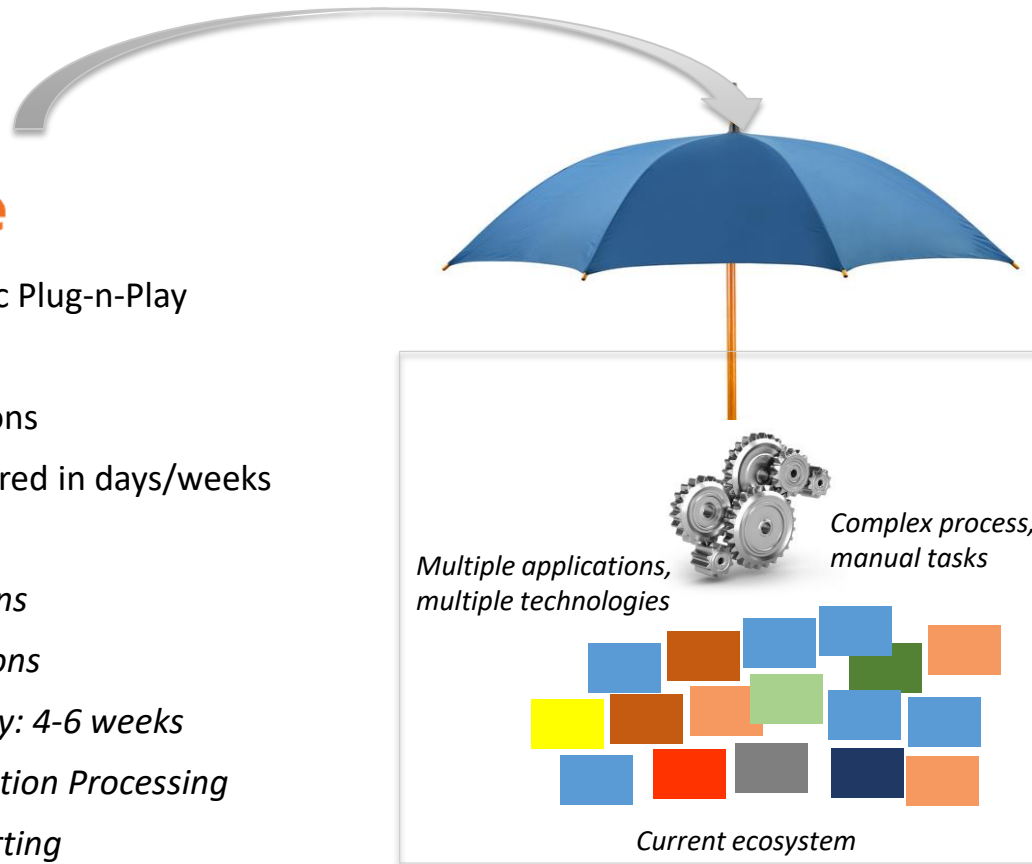 e
c Plug-n-Play
ons
red in days/weeks
ns
ons
y: 4-6 weeks
tion Processing
rting
Complex process,
manual tasks
Multiple applications,
multiple technologies
Current ecosystem